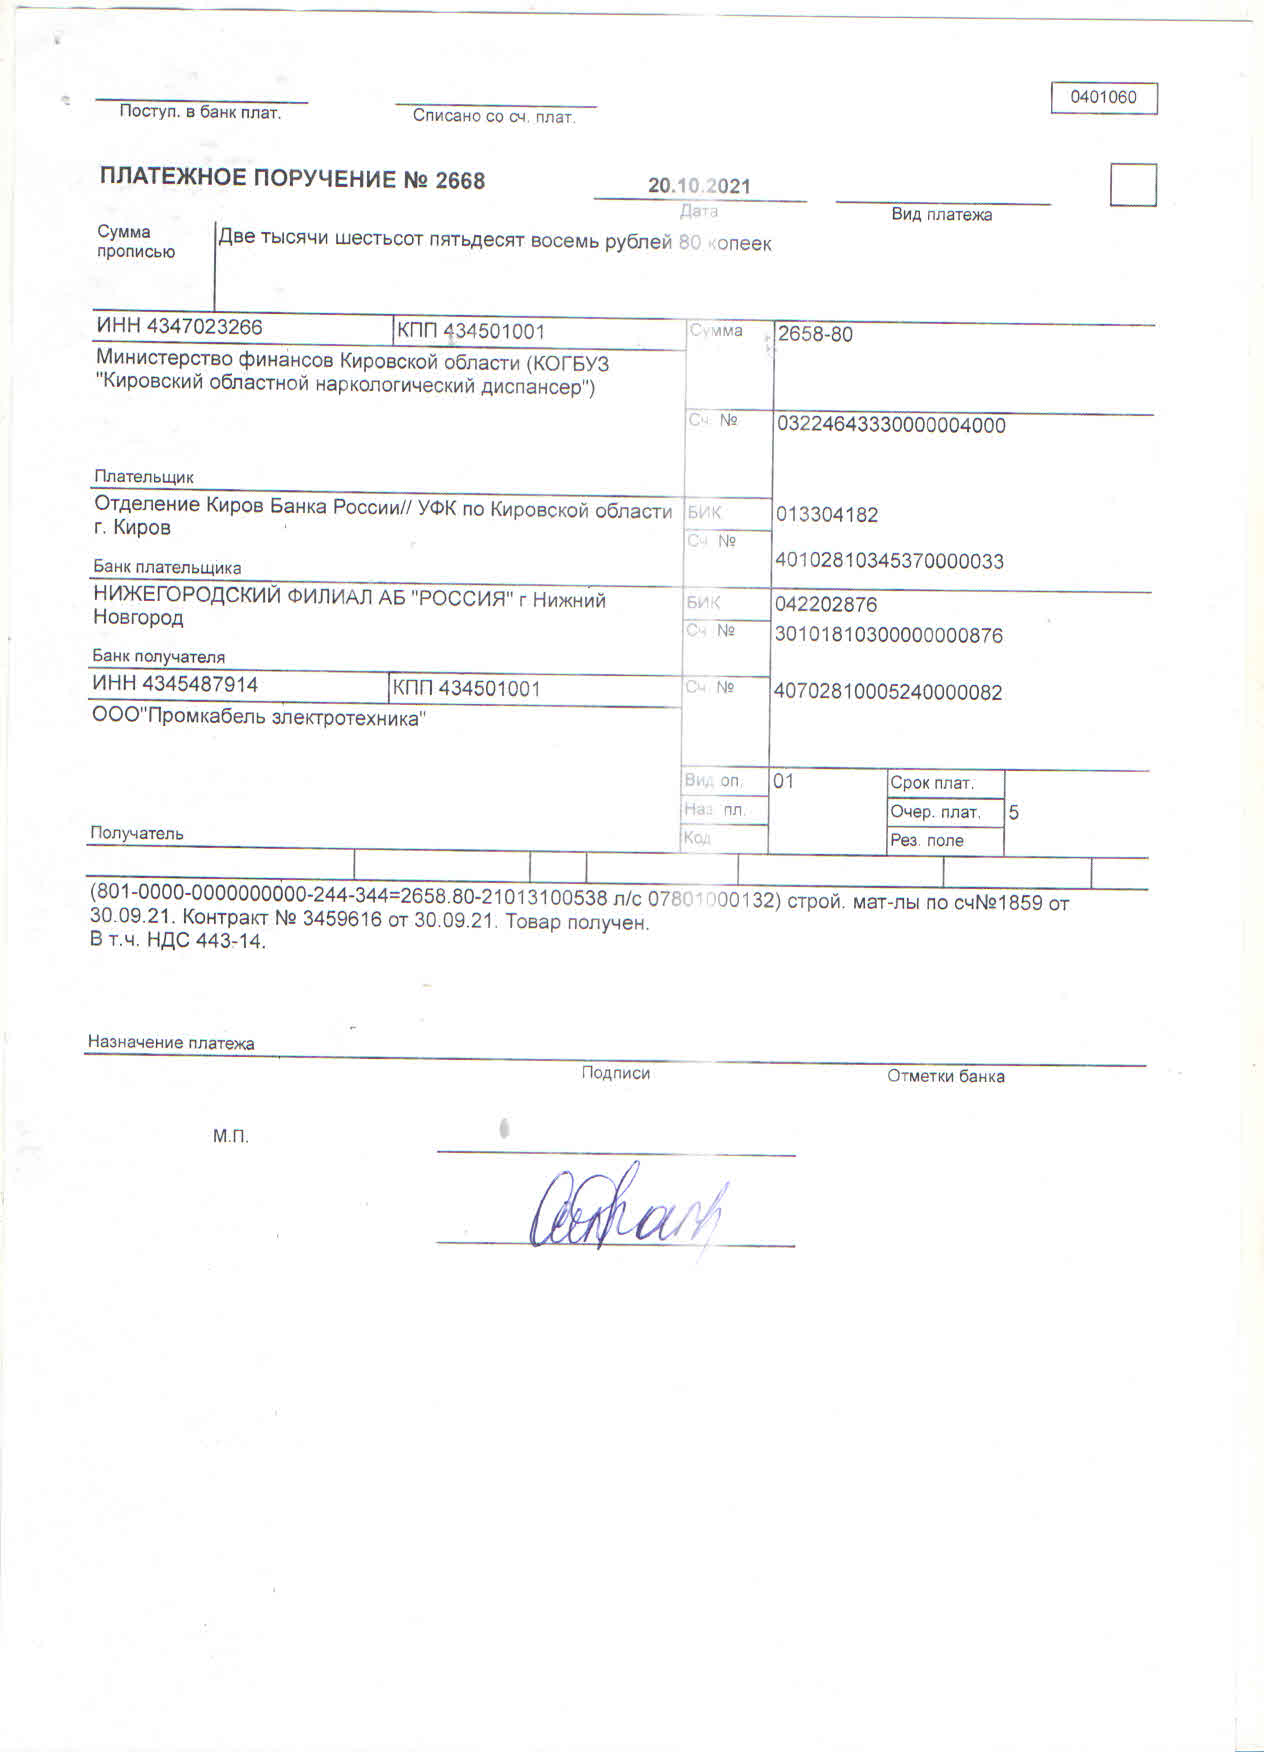 0401060
Поступ. в банк плат.
Списано со сч. плат.
ПЛАТЕЖНОЕ ПОРУЧЕНИЕ № 2668
20.10.2021
Дата
Вид платежа
Сумма прописью
Две тысячи шестьсот пятьдесят восемь рублей 80 копеек
ИНН 4347023266
КПП 434501001
Сумма
2658-80
Министерство финансов Кировской области (КОГБУЗ
"Кировский областной наркологический диспансер")
Сч. №
03224643330000004000
Плательщик
Отделение Киров Банка России// УФК по Кировской области
г. Киров
БИК
013304182
Сч. №
40102810345370000033
Банк плательщика
НИЖЕГОРОДСКИЙ ФИЛИАЛ АБ "РОССИЯ" г Нижний
Новгород
БИК
042202876
Сч. №
30101810300000000876
Банк получателя
ИНН 4345487914
КПП 434501001
Сч. №
40702810005240000082
ООО"Промкабель электротехника"
Вид оп.
01
Срок плат.
Наз. пл.
Очер. плат.
5
Получатель
Код
Рез. поле
(801-0000-0000000000-244-344=2658.80-21013100538 л/с 07801000132) строй. мат-лы по сч№1859 от
30.09.21. Контракт № 3459616 от 30.09.21. Товар получен.
В т.ч. НДС 443-14.
Назначение платежа
Подписи
Отметки банка
М.П.